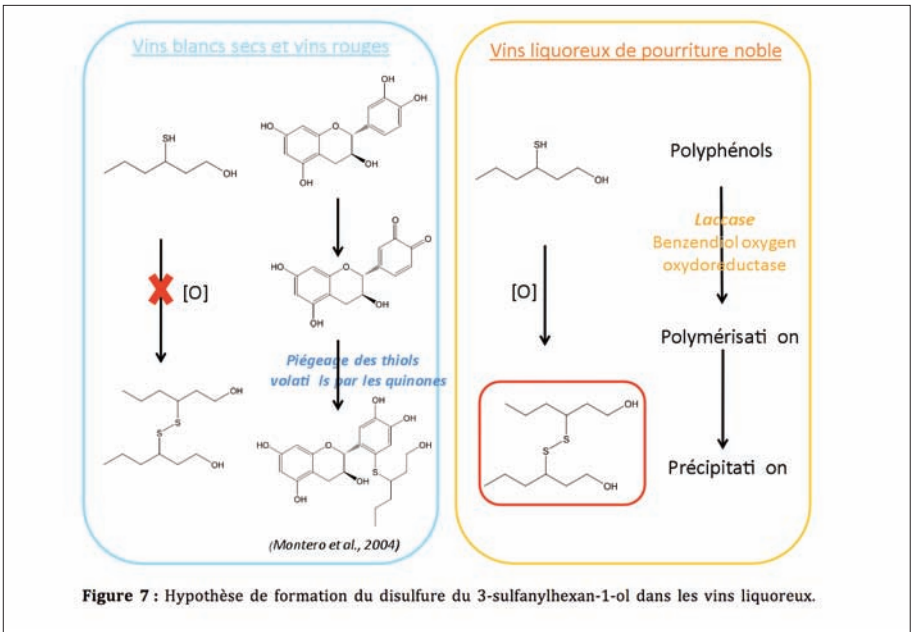 Vins blancs secs et vins rouges
SH
OH
[O]
OH
S
S
OH
OH
OH
HO
O
HO
OH
O
O
HO
O
OH
OH
Piégeage des thiols
volati ls par les quinones
OH
OH
HO
O
OH
S
HO
OH
(Montero et al., 2004)
Vins liquoreux de pourriture noble
SH
OH
[O]
OH
S
S
OH
Polyphénols
Laccase
Benzendiol oxygen
oxydoreductase
Polymérisati on
Précipitati on
Figure 7 : Hypothèse de formation du disulfure du 3-sulfanylhexan-1-ol dans les vins liquoreux.